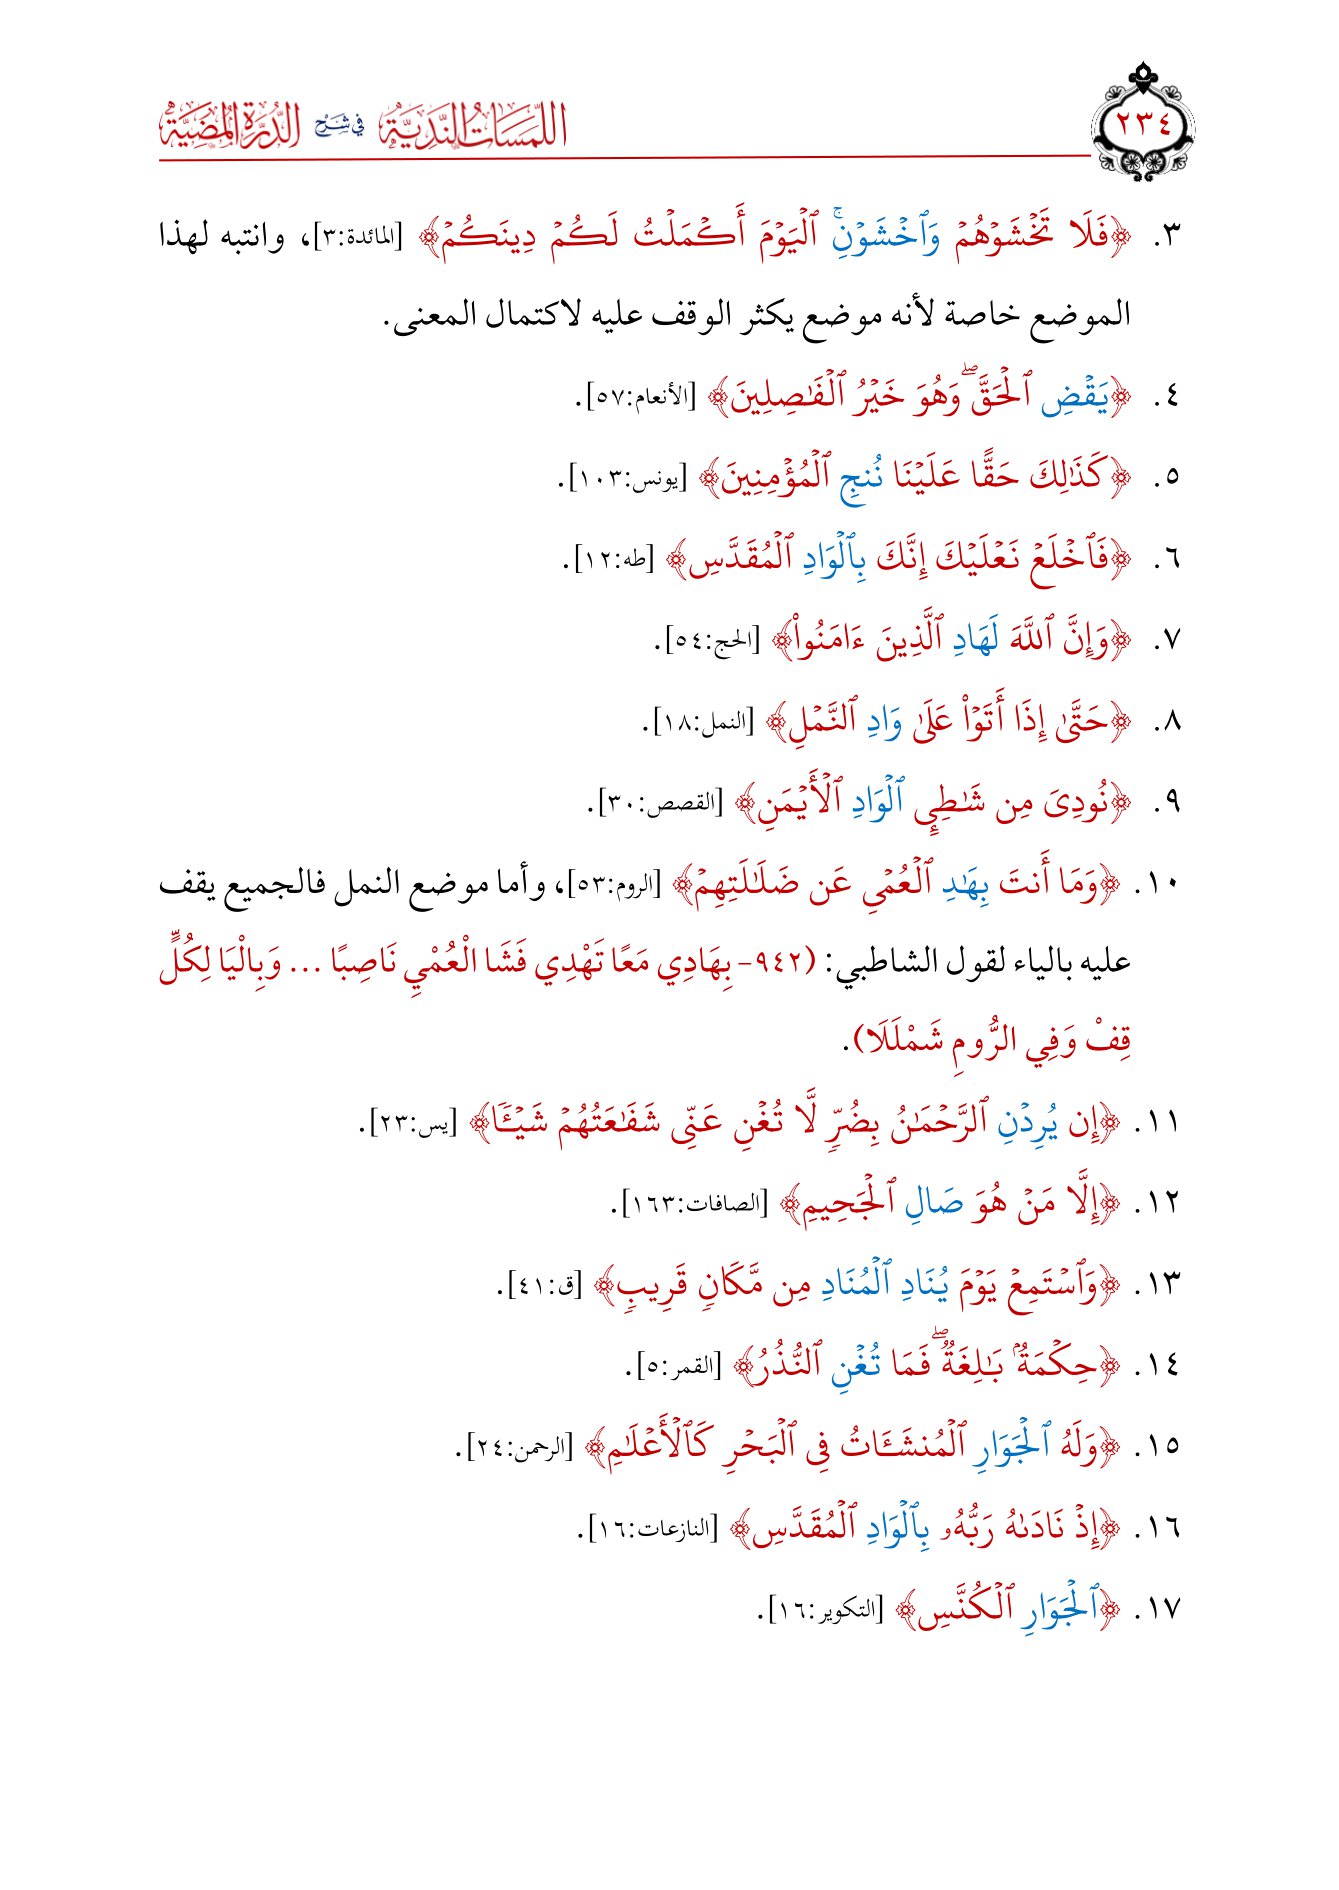 ٢٣٤
اللَّمَسَاتُ النَّدِيَّةُ فِي شَرْحِ الدُّرَّةِ الْمُضِيَّةِ
٣. ﴿فَلَا تَخۡشَوۡهُمۡ وَٱخۡشَوۡنِۚ ٱلۡيَوۡمَ أَكۡمَلۡتُ لَكُمۡ دِينَكُمۡ﴾ [المائدة:٣]، وانتبه لهذا
الموضع خاصة لأنه موضع يكثر الوقف عليه لاكتمال المعنى.
٤. ﴿يَقۡضِ ٱلۡحَقَّۖ وَهُوَ خَيۡرُ ٱلۡفَٰصِلِينَ﴾ [الأنعام:٥٧].
٥. ﴿كَذَٰلِكَ حَقًّا عَلَيۡنَا نُنجِ ٱلۡمُؤۡمِنِينَ﴾ [يونس:١٠٣].
٦. ﴿فَٱخۡلَعۡ نَعۡلَيۡكَ إِنَّكَ بِٱلۡوَادِ ٱلۡمُقَدَّسِ﴾ [طه:١٢].
٧. ﴿وَإِنَّ ٱللَّهَ لَهَادِ ٱلَّذِينَ ءَامَنُواْ﴾ [الحج:٥٤].
٨. ﴿حَتَّىٰ إِذَا أَتَوۡاْ عَلَىٰ وَادِ ٱلنَّمۡلِ﴾ [النمل:١٨].
٩. ﴿نُودِىَ مِن شَٰطِيِٕ ٱلۡوَادِ ٱلۡأَيۡمَنِ﴾ [القصص:٣٠].
١٠. ﴿وَمَا أَنتَ بِهَٰدِ ٱلۡعُمۡىِ عَن ضَلَٰلَتِهِمۡ﴾ [الروم:٥٣]، وأما موضع النمل فالجميع يقف
عليه بالياء لقول الشاطبي: (٩٤٢- بِهَادِي مَعًا تَهْدِي فَشَا الْعُمْيِ نَاصِبًا ... وَبِالْيَا لِكُلٍّ
قِفْ وَفِي الرُّومِ شَمْلَلَا).
١١. ﴿إِن يُرِدۡنِ ٱلرَّحۡمَٰنُ بِضُرّٖ لَّا تُغۡنِ عَنِّى شَفَٰعَتُهُمۡ شَيۡـٔٗا﴾ [يس:٢٣].
١٢. ﴿إِلَّا مَنۡ هُوَ صَالِ ٱلۡجَحِيمِ﴾ [الصافات:١٦٣].
١٣. ﴿وَٱسۡتَمِعۡ يَوۡمَ يُنَادِ ٱلۡمُنَادِ مِن مَّكَانٖ قَرِيبٖ﴾ [ق:٤١].
١٤. ﴿حِكۡمَةُۢ بَٰلِغَةٞۖ فَمَا تُغۡنِ ٱلنُّذُرُ﴾ [القمر:٥].
١٥. ﴿وَلَهُ ٱلۡجَوَارِ ٱلۡمُنشَـَٔاتُ فِى ٱلۡبَحۡرِ كَٱلۡأَعۡلَٰمِ﴾ [الرحمن:٢٤].
١٦. ﴿إِذۡ نَادَىٰهُ رَبُّهُۥ بِٱلۡوَادِ ٱلۡمُقَدَّسِ﴾ [النازعات:١٦].
١٧. ﴿ٱلۡجَوَارِ ٱلۡكُنَّسِ﴾ [التكوير:١٦].